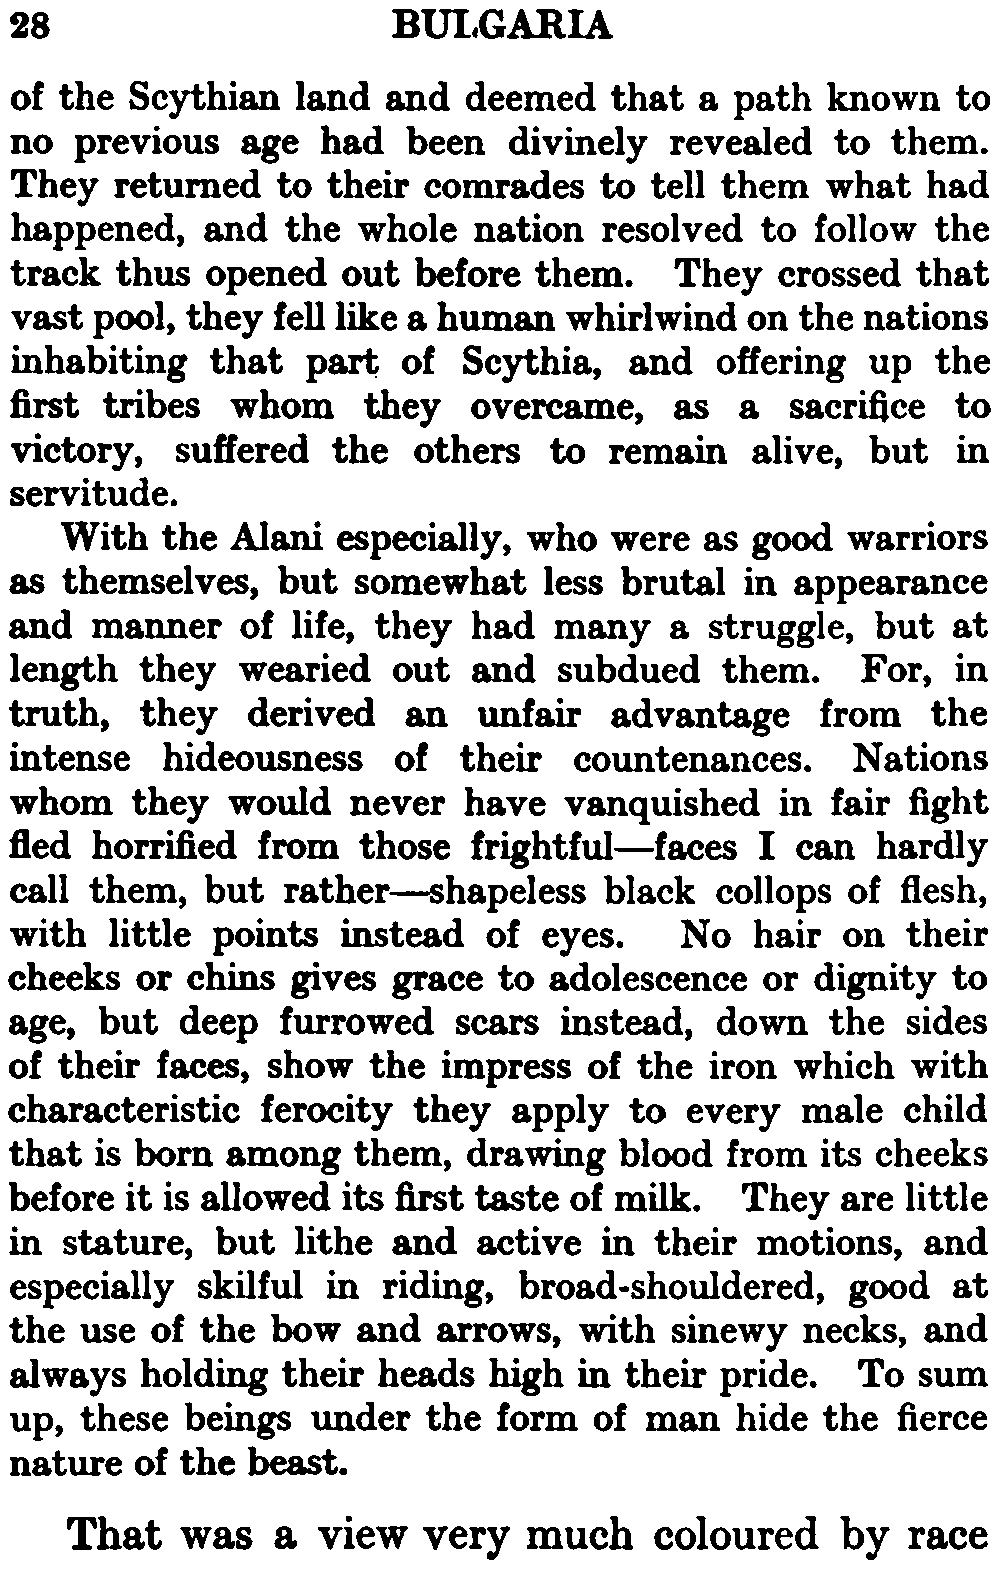 28 BULGARIA
of the Scythian land and deemed that a path known to
no previous age had been divinely revealed to them.
They returned to their comrades to tell them what had
happened, and the whole nation resolved to follow the
track thus opened out before them. They crossed that
vast pool, they fell like a human whirlwind on the nations
inhabiting that part of Scythia, and offering up the
first tribes whom they overcame, as a sacrifice to
victory, suffered the others to remain alive, but in
servitude.
With the Alani especially, who were as good warriors
as themselves, but somewhat less brutal in appearance
and manner of life, they had many a struggle, but at
length they wearied out and subdued them. For, in
truth, they derived an unfair advantage from the
intense hideousness of their countenances. Nations
whom they would never have vanquished in fair fight
fled horrified from those frightful—faces I can hardly
call them, but rather—shapeless black collops of flesh,
with little points instead of eyes. No hair on their
cheeks or chins gives grace to adolescence or dignity to
age, but deep furrowed scars instead, down the sides
of their faces, show the impress of the iron which with
characteristic ferocity they apply to every male child
that is born among them, drawing blood from its cheeks
before it is allowed its first taste of milk. They are little
in stature, but lithe and active in their motions, and
especially skilful in riding, broad-shouldered, good at
the use of the bow and arrows, with sinewy necks, and
always holding their heads high in their pride. To sum
up, these beings under the form of man hide the fierce
nature of the beast.
That was a view very much coloured by race